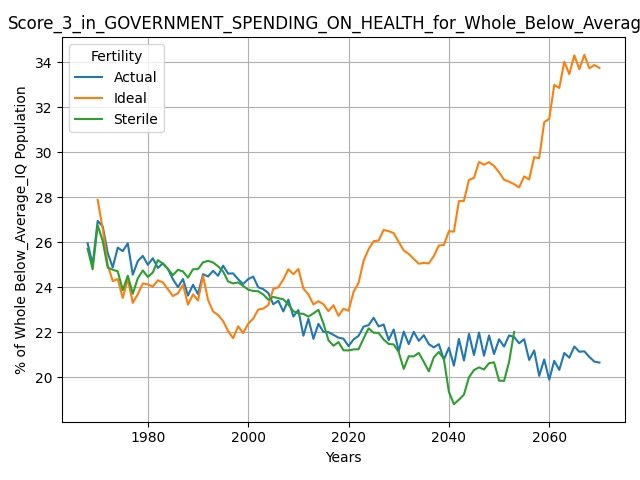 Score_3_in_GOVERNMENT_SPENDING_ON_HEALTH_for_Whole_Below_Averag
Fertility
Actual
Ideal
Sterile
% of Whole Below_Average_IQ Population
34
32
30
28
26
24
22
20
1980
2000
2020
2040
2060
Years